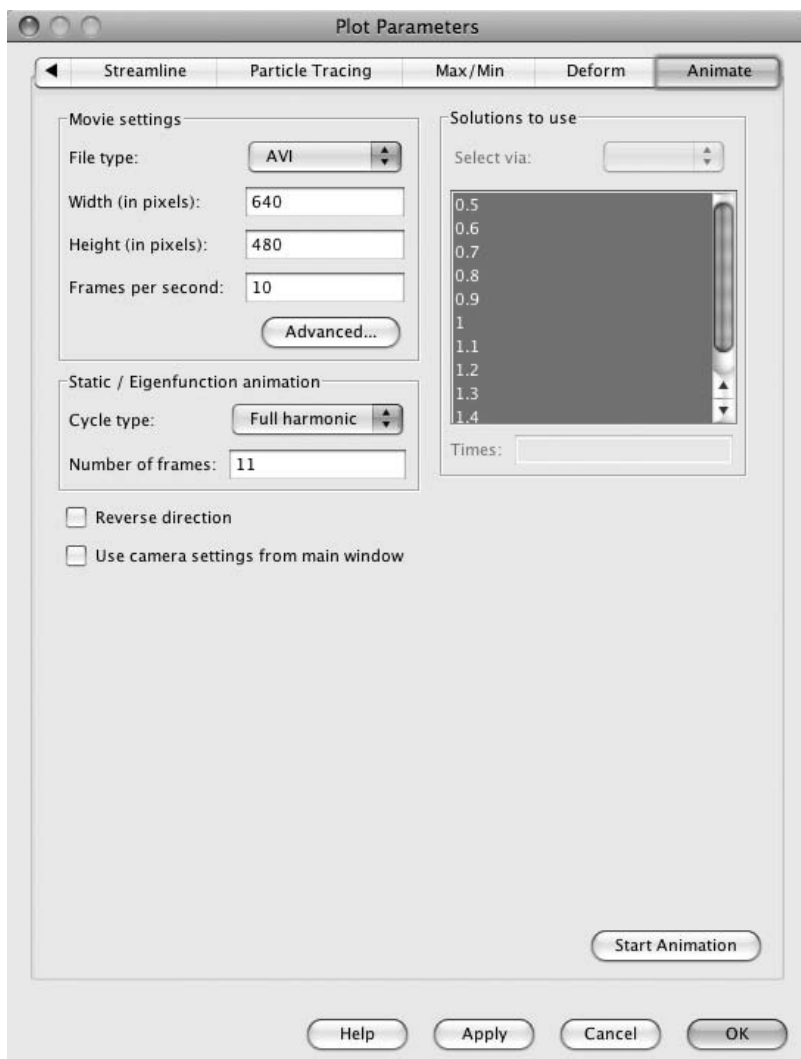 Plot Parameters
Streamline
Particle Tracing
Max/Min
Deform
Animate
Movie settings
File type:
AVI
Width (in pixels):
640
Height (in pixels):
480
Frames per second:
10
Advanced...
Static / Eigenfunction animation
Cycle type:
Full harmonic
Number of frames:
11
Reverse direction
Use camera settings from main window
Solutions to use
Select via:
0.5
0.6
0.7
0.8
0.9
1
1.1
1.2
1.3
1.4
Times:
Start Animation
Help
Apply
Cancel
OK